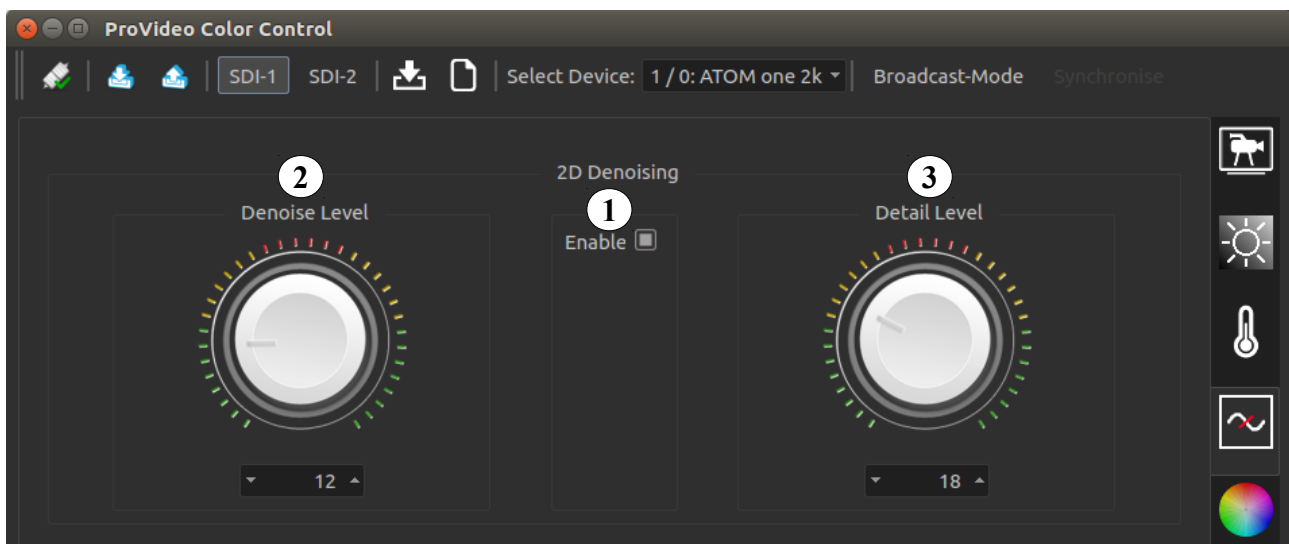 ProVideo Color Control
SDI-1 SDI-2 Select Device: 1 / 0: ATOM one 2k Broadcast-Mode Synchronise
2D Denoising
2 1 3
Denoise Level Detail Level
Enable
12 18